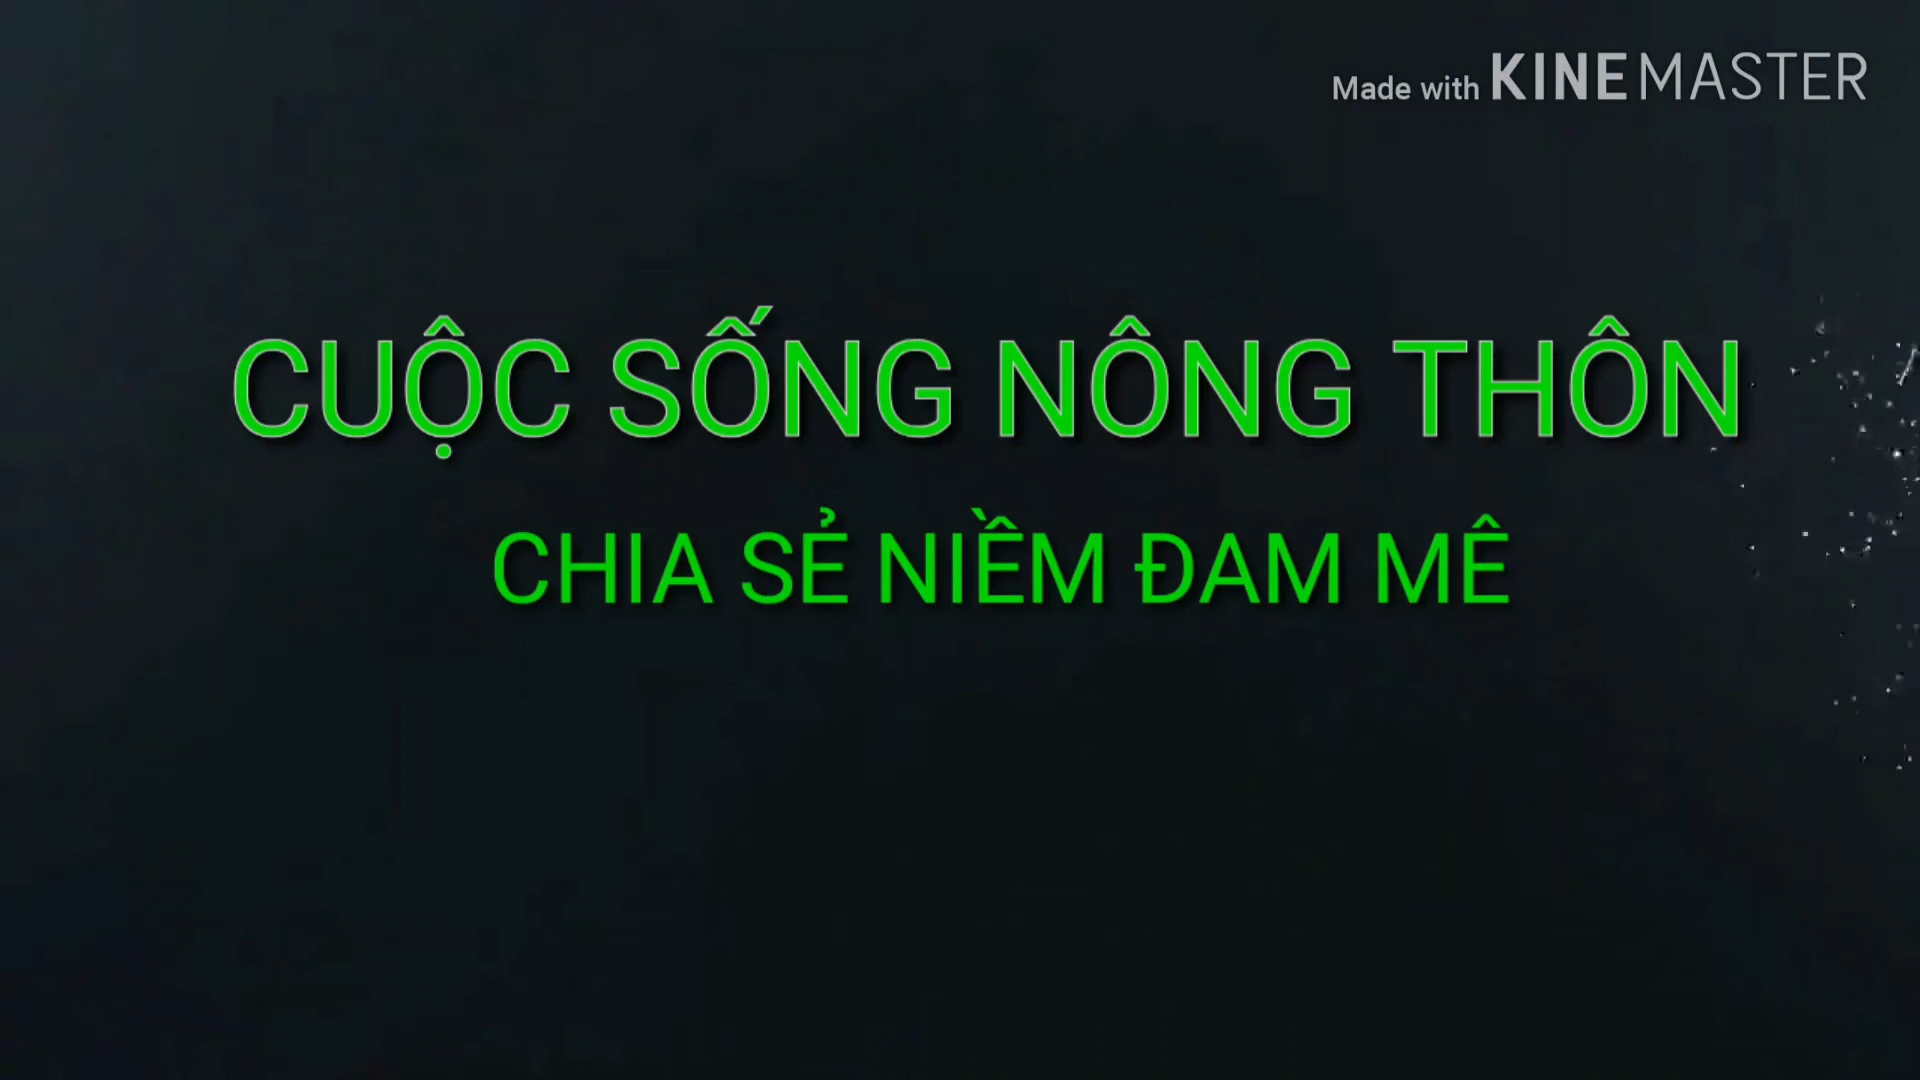 Made with KINEMASTER
CUỘC SỐNG NÔNG THÔN
CHIA SẺ NIỀM ĐAM MÊ